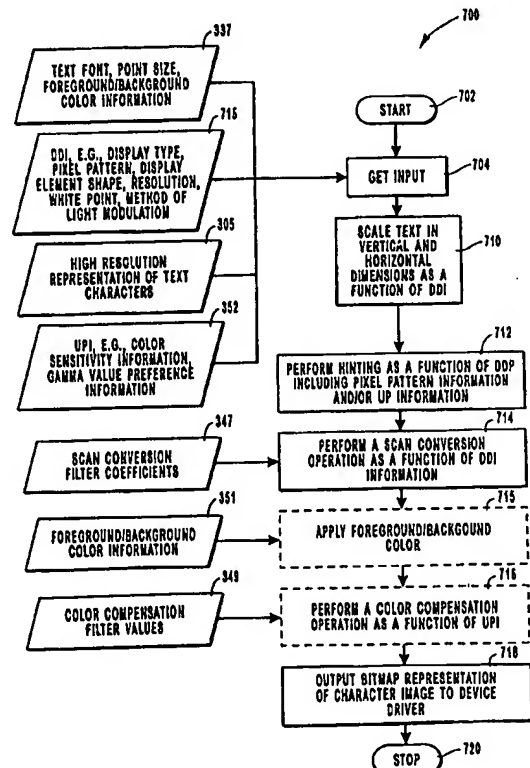 700
337
TEXT FONT, POINT SIZE,
FOREGROUND/BACKGROUND
COLOR INFORMATION
START
702
715
DDI, E.G., DISPLAY TYPE,
PIXEL PATTERN, DISPLAY
ELEMENT SHAPE, RESOLUTION,
WHITE POINT, METHOD OF
LIGHT MODULATION
GET INPUT
704
305
HIGH RESOLUTION
REPRESENTATION OF TEXT
CHARACTERS
SCALE TEXT IN
VERTICAL AND
HORIZONTAL
DIMENSIONS AS A
FUNCTION OF DDI
710
352
UPI, E.G., COLOR
SENSITIVITY INFORMATION,
GAMMA VALUE PREFERENCE
INFORMATION
712
PERFORM HINTING AS A FUNCTION OF DDP
INCLUDING PIXEL PATTERN INFORMATION
AND/OR UP INFORMATION
347
SCAN CONVERSION
FILTER COEFFICIENTS
714
PERFORM A SCAN CONVERSION
OPERATION AS A FUNCTION OF DDI
INFORMATION
351
FOREGROUND/BACKGROUND
COLOR INFORMATION
715
APPLY FOREGROUND/BACKGOUND
COLOR
349
COLOR COMPENSATION
FILTER VALUES
716
PERFORM A COLOR COMPENSATION
OPERATION AS A FUNCTION OF UPI
718
OUTPUT BITMAP REPRESENTATION
OF CHARACTER IMAGE TO DEVICE
DRIVER
STOP
720